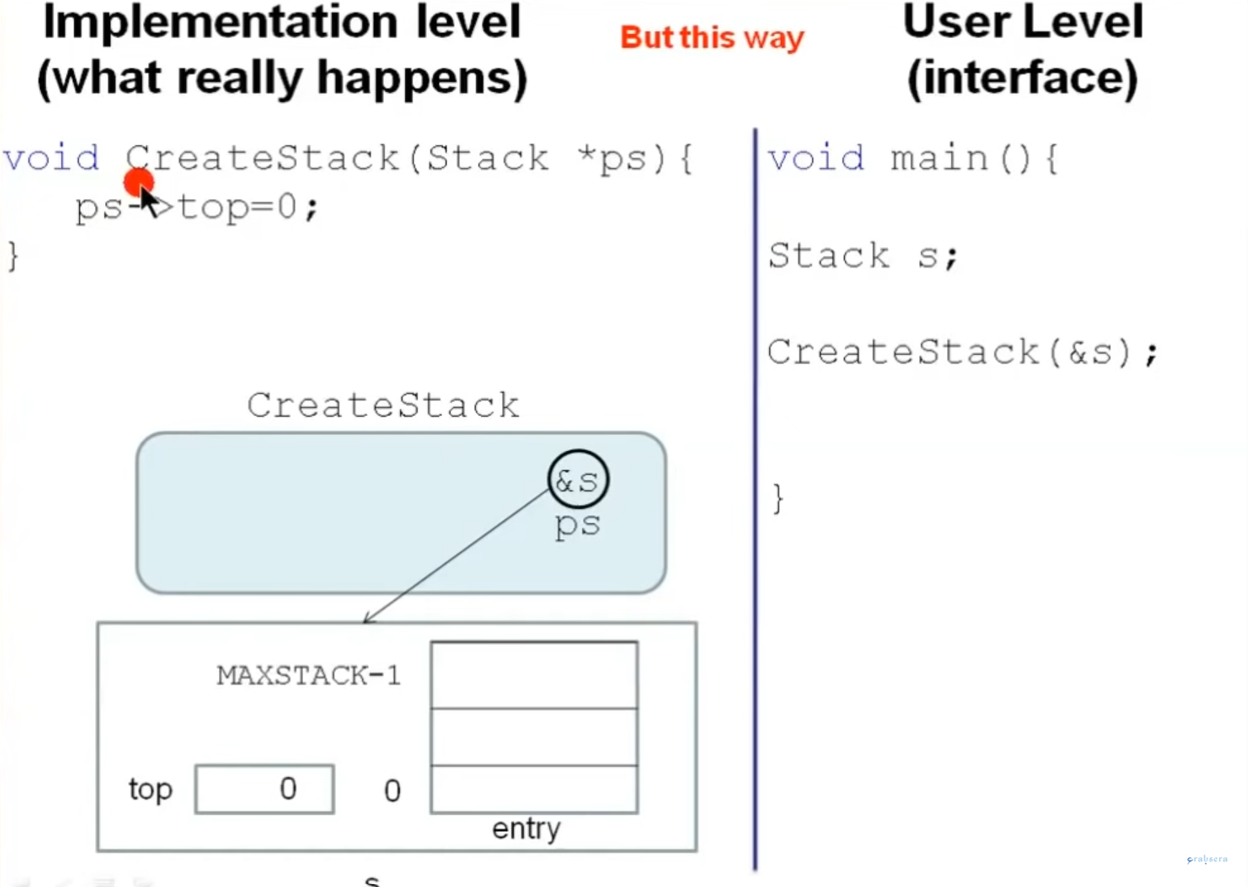 Implementation level
(what really happens)
But this way
User Level
(interface)
void CreateStack(Stack *ps){
ps->top=0;
}
void main(){
Stack s;
CreateStack(&s);
}
CreateStack
&s
ps
MAXSTACK-1
top
0
0
entry
s